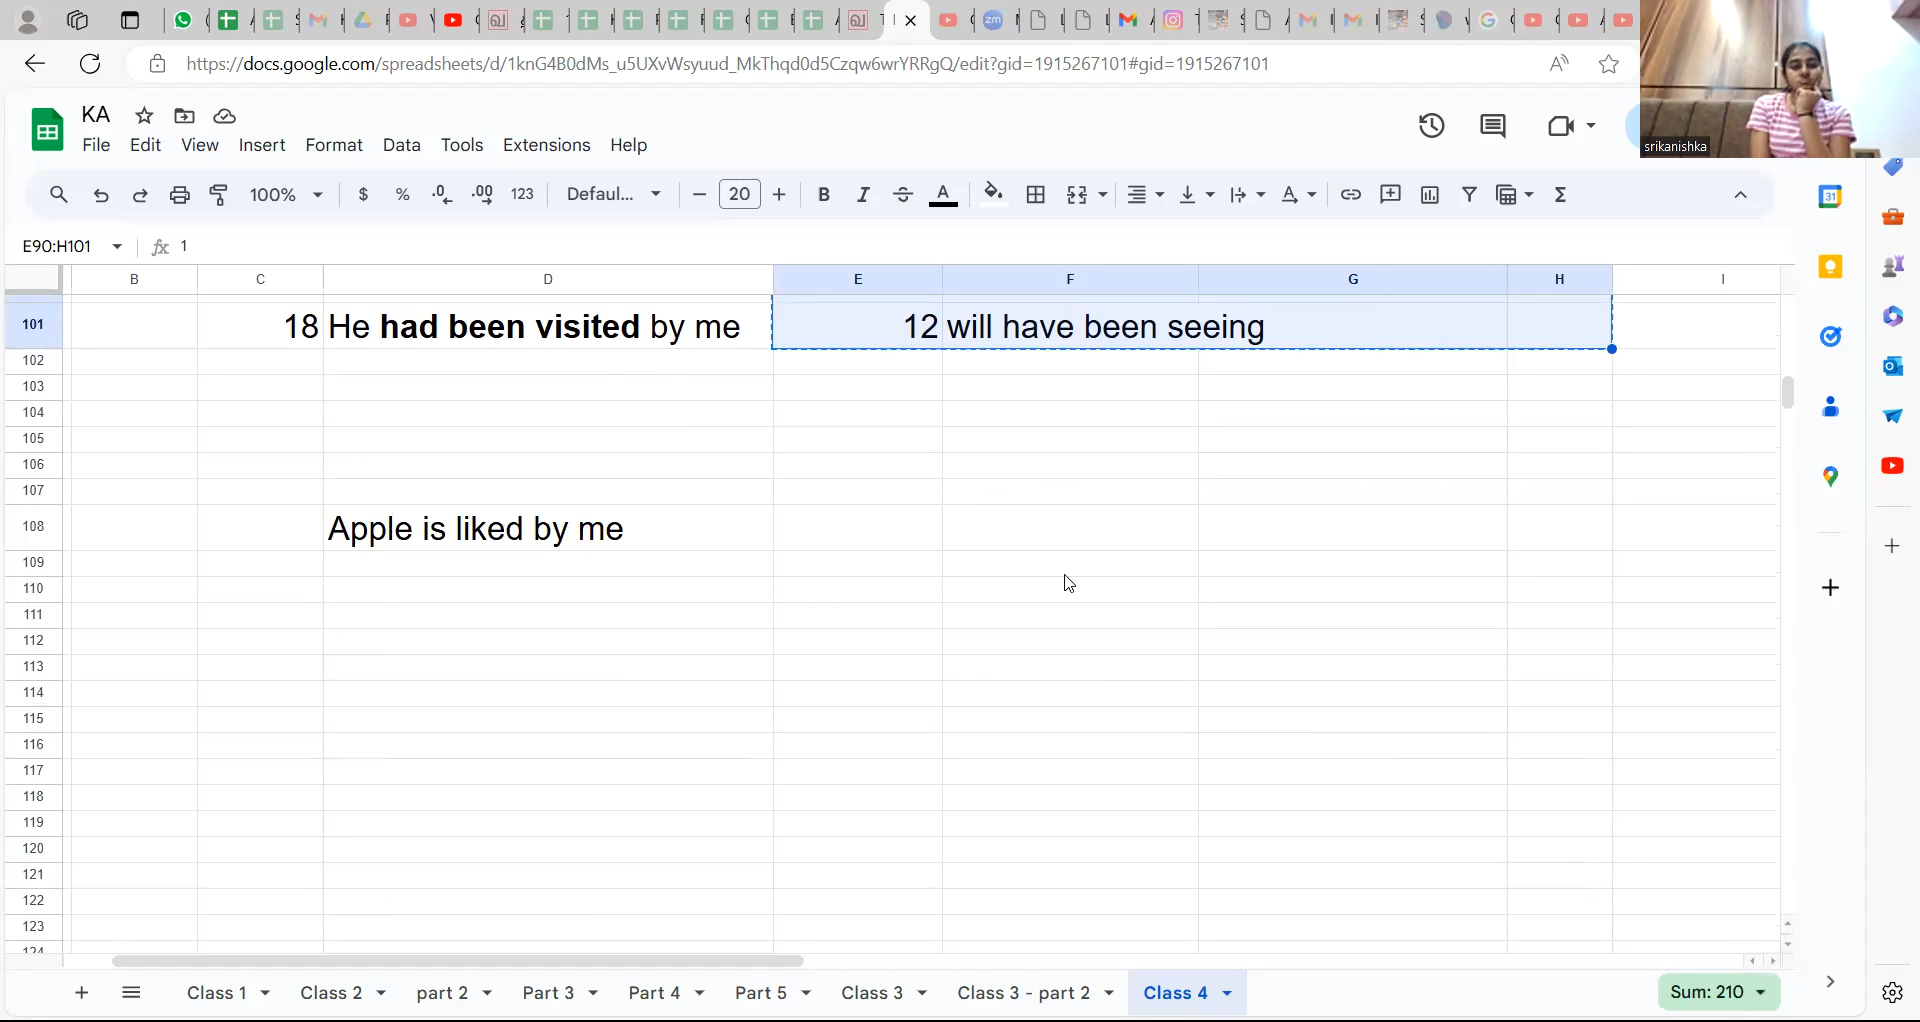 https://docs.google.com/spreadsheets/d/1knG4B0dMs_u5UXvWsyuud_MkThqd0d5Czqw6wrYRRgQ/edit?gid=1915267101#gid=1915267101
srikanishka
KA
File Edit View Insert Format Data Tools Extensions Help
100% $ % .0 .00 123 Defaul... 20 B I S A Σ
E90:H101 fx 1
B C D E F G H I
101 18 He had been visited by me 12 will have been seeing
102
103
104
105
106
107
108 Apple is liked by me
109
110
111
112
113
114
115
116
117
118
119
120
121
122
123
124
Class 1 Class 2 part 2 Part 3 Part 4 Part 5 Class 3 Class 3 - part 2 Class 4 Sum: 210